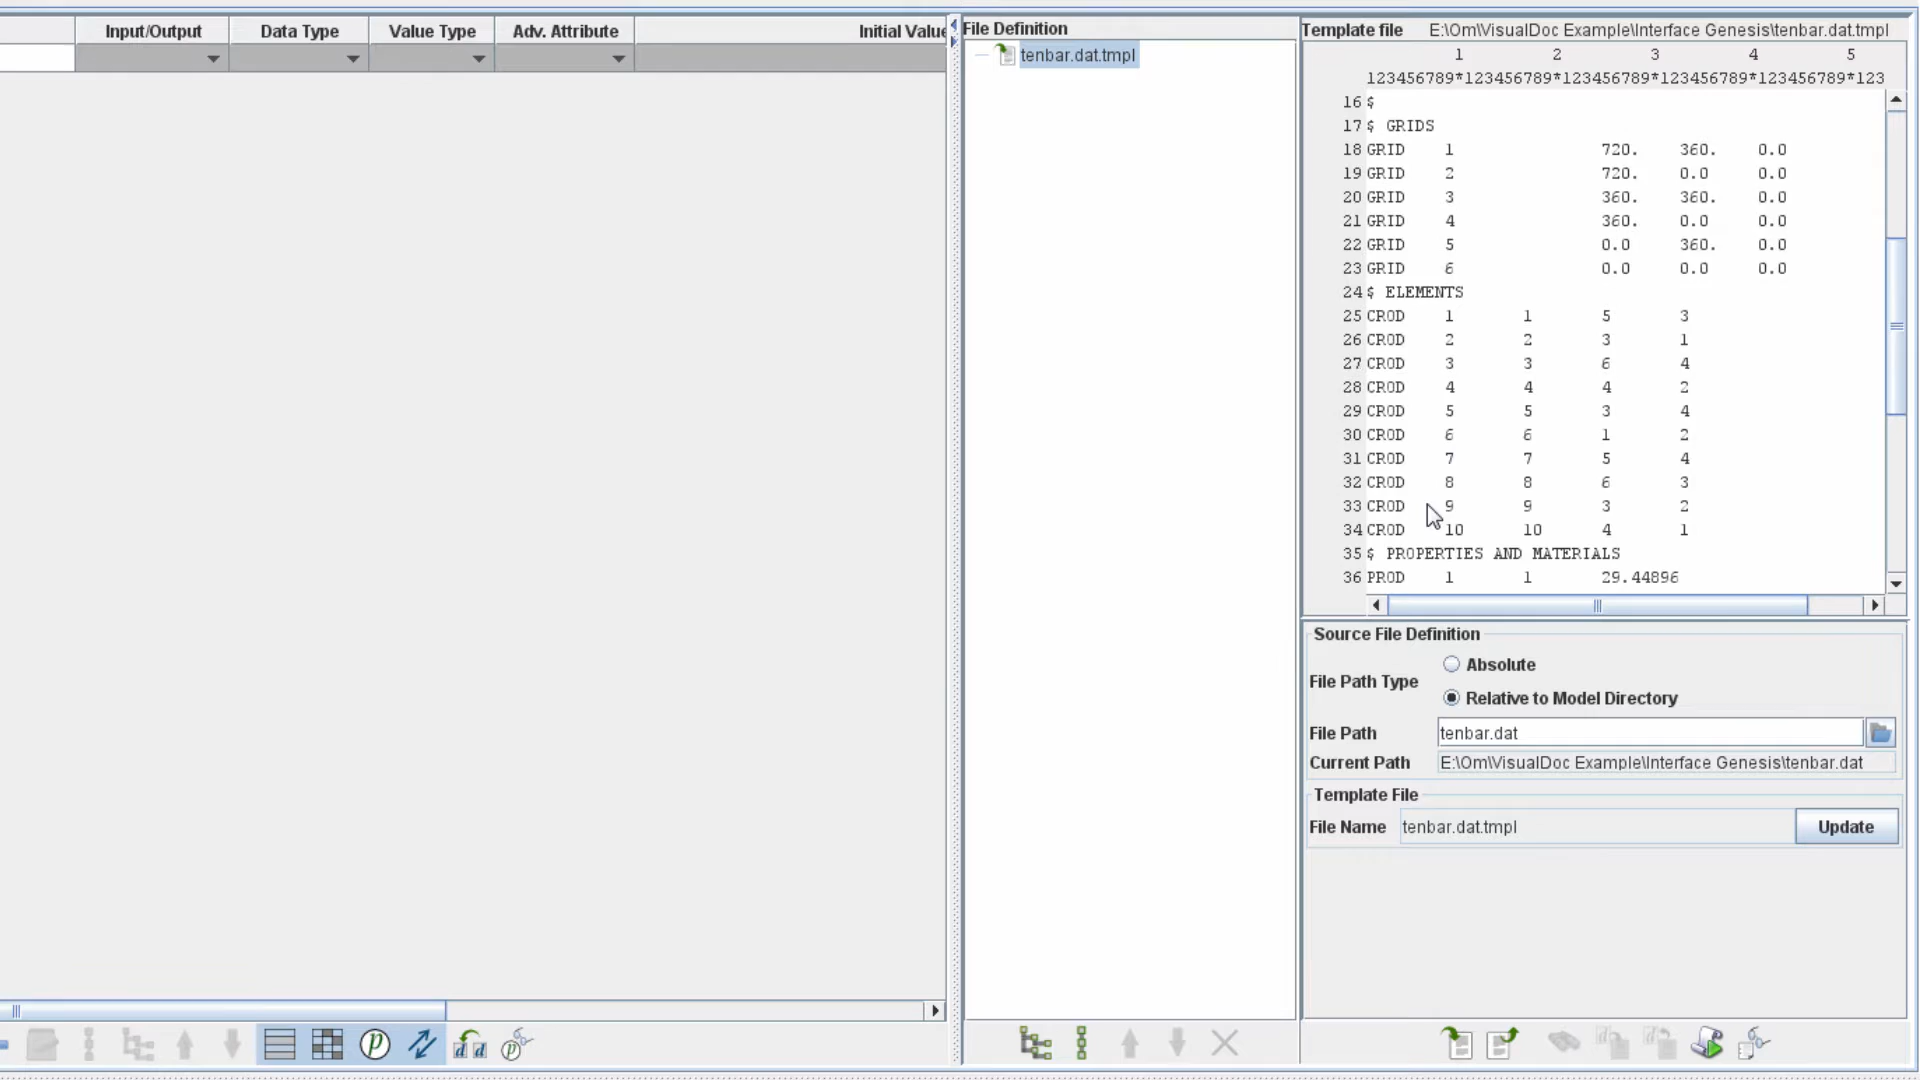 Input/Output Data Type Value Type Adv. Attribute Initial Value
File Definition
tenbar.dat.tmpl
Template file E:\Om\VisualDoc Example\Interface Genesis\tenbar.dat.tmpl
1 2 3 4 5
123456789*123456789*123456789*123456789*123456789*123
16 $
17 $ GRIDS
18 GRID 1 720. 360. 0.0
19 GRID 2 720. 0.0 0.0
20 GRID 3 360. 360. 0.0
21 GRID 4 360. 0.0 0.0
22 GRID 5 0.0 360. 0.0
23 GRID 6 0.0 0.0 0.0
24 $ ELEMENTS
25 CROD 1 1 5 3
26 CROD 2 2 3 1
27 CROD 3 3 6 4
28 CROD 4 4 4 2
29 CROD 5 5 3 4
30 CROD 6 6 1 2
31 CROD 7 7 5 4
32 CROD 8 8 6 3
33 CROD 9 9 3 2
34 CROD 10 10 4 1
35 $ PROPERTIES AND MATERIALS
36 PROD 1 1 29.44896
Source File Definition
File Path Type
Absolute
Relative to Model Directory
File Path tenbar.dat
Current Path E:\Om\VisualDoc Example\Interface Genesis\tenbar.dat
Template File
File Name tenbar.dat.tmpl Update